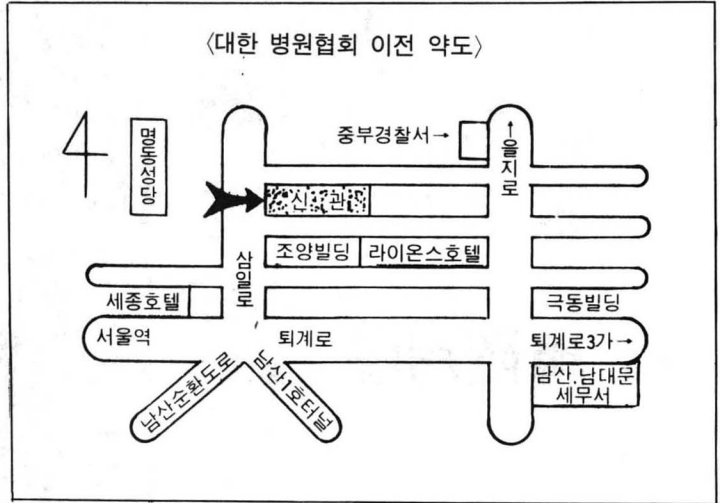 〈대한 병원협회 이전 약도〉
중부경찰서→
↑을지로
명동성당
신관
조양빌딩
라이온스호텔
삼일로
세종호텔
극동빌딩
서울역
퇴계로
퇴계로3가→
남산.남대문
세무서
남산순환도로
남산1호터널